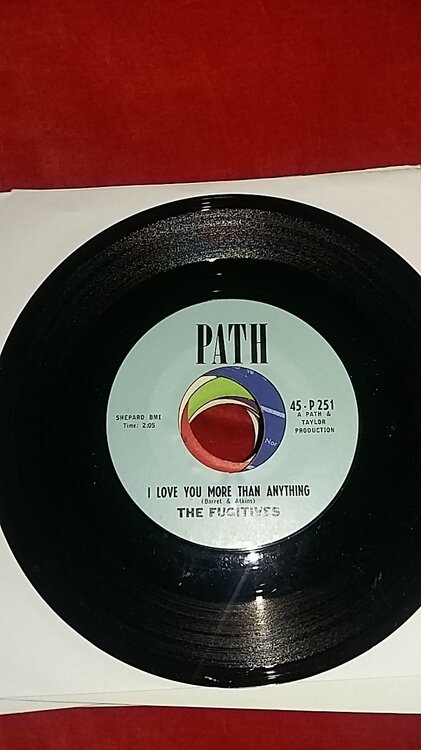 PATH
SHEPARD BMI
Time: 2:05
45-P 251
A PATH &
TAYLOR
PRODUCTION
Nor
I LOVE YOU MORE THAN ANYTHING
(Barret & Atkins)
THE FUGITIVES